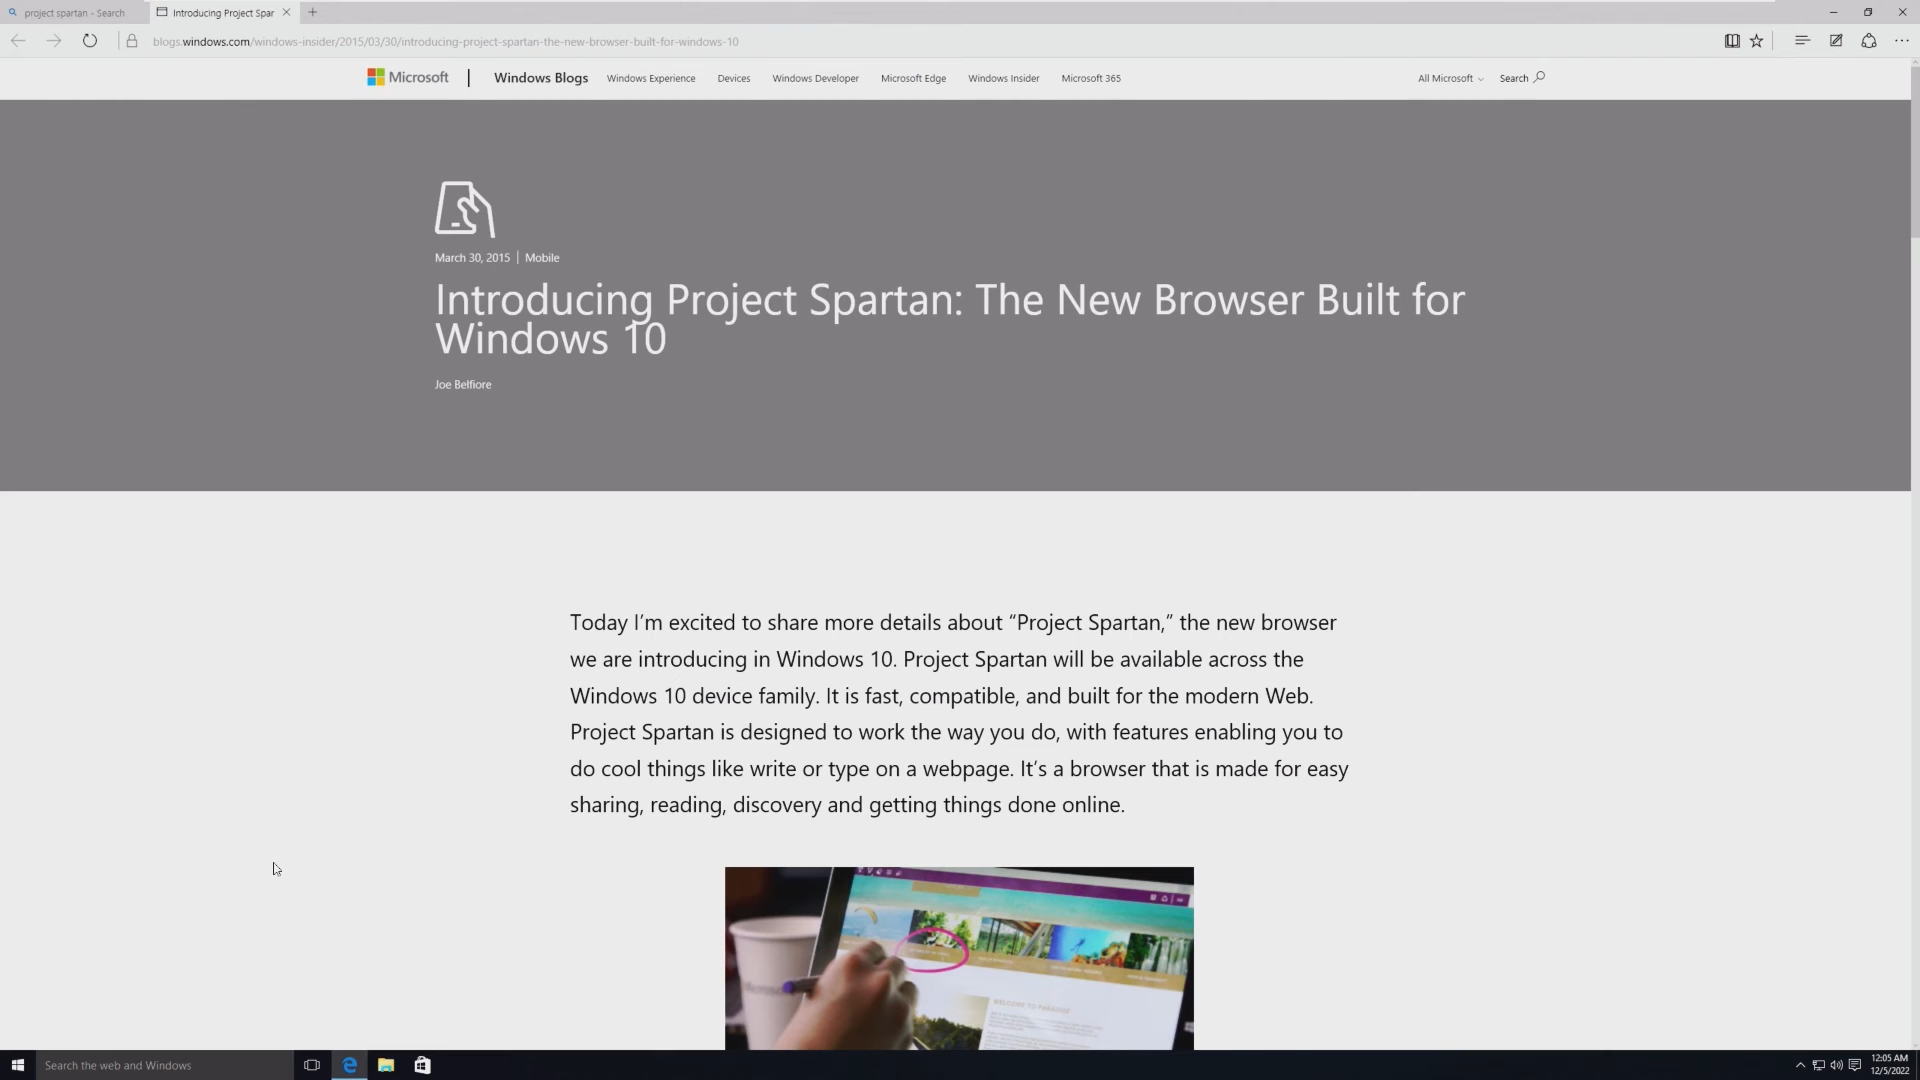 project spartan - Search
Introducing Project Spar
blogs.windows.com/windows-insider/2015/03/30/introducing-project-spartan-the-new-browser-built-for-windows-10
Microsoft
Windows Blogs
Windows Experience
Devices
Windows Developer
Microsoft Edge
Windows Insider
Microsoft 365
All Microsoft
Search
March 30, 2015 | Mobile
Introducing Project Spartan: The New Browser Built for
Windows 10
Joe Belfiore
Today I’m excited to share more details about “Project Spartan,” the new browser
we are introducing in Windows 10. Project Spartan will be available across the
Windows 10 device family. It is fast, compatible, and built for the modern Web.
Project Spartan is designed to work the way you do, with features enabling you to
do cool things like write or type on a webpage. It’s a browser that is made for easy
sharing, reading, discovery and getting things done online.
WELCOME TO PARADISE
Search the web and Windows
12:05 AM
12/5/2022